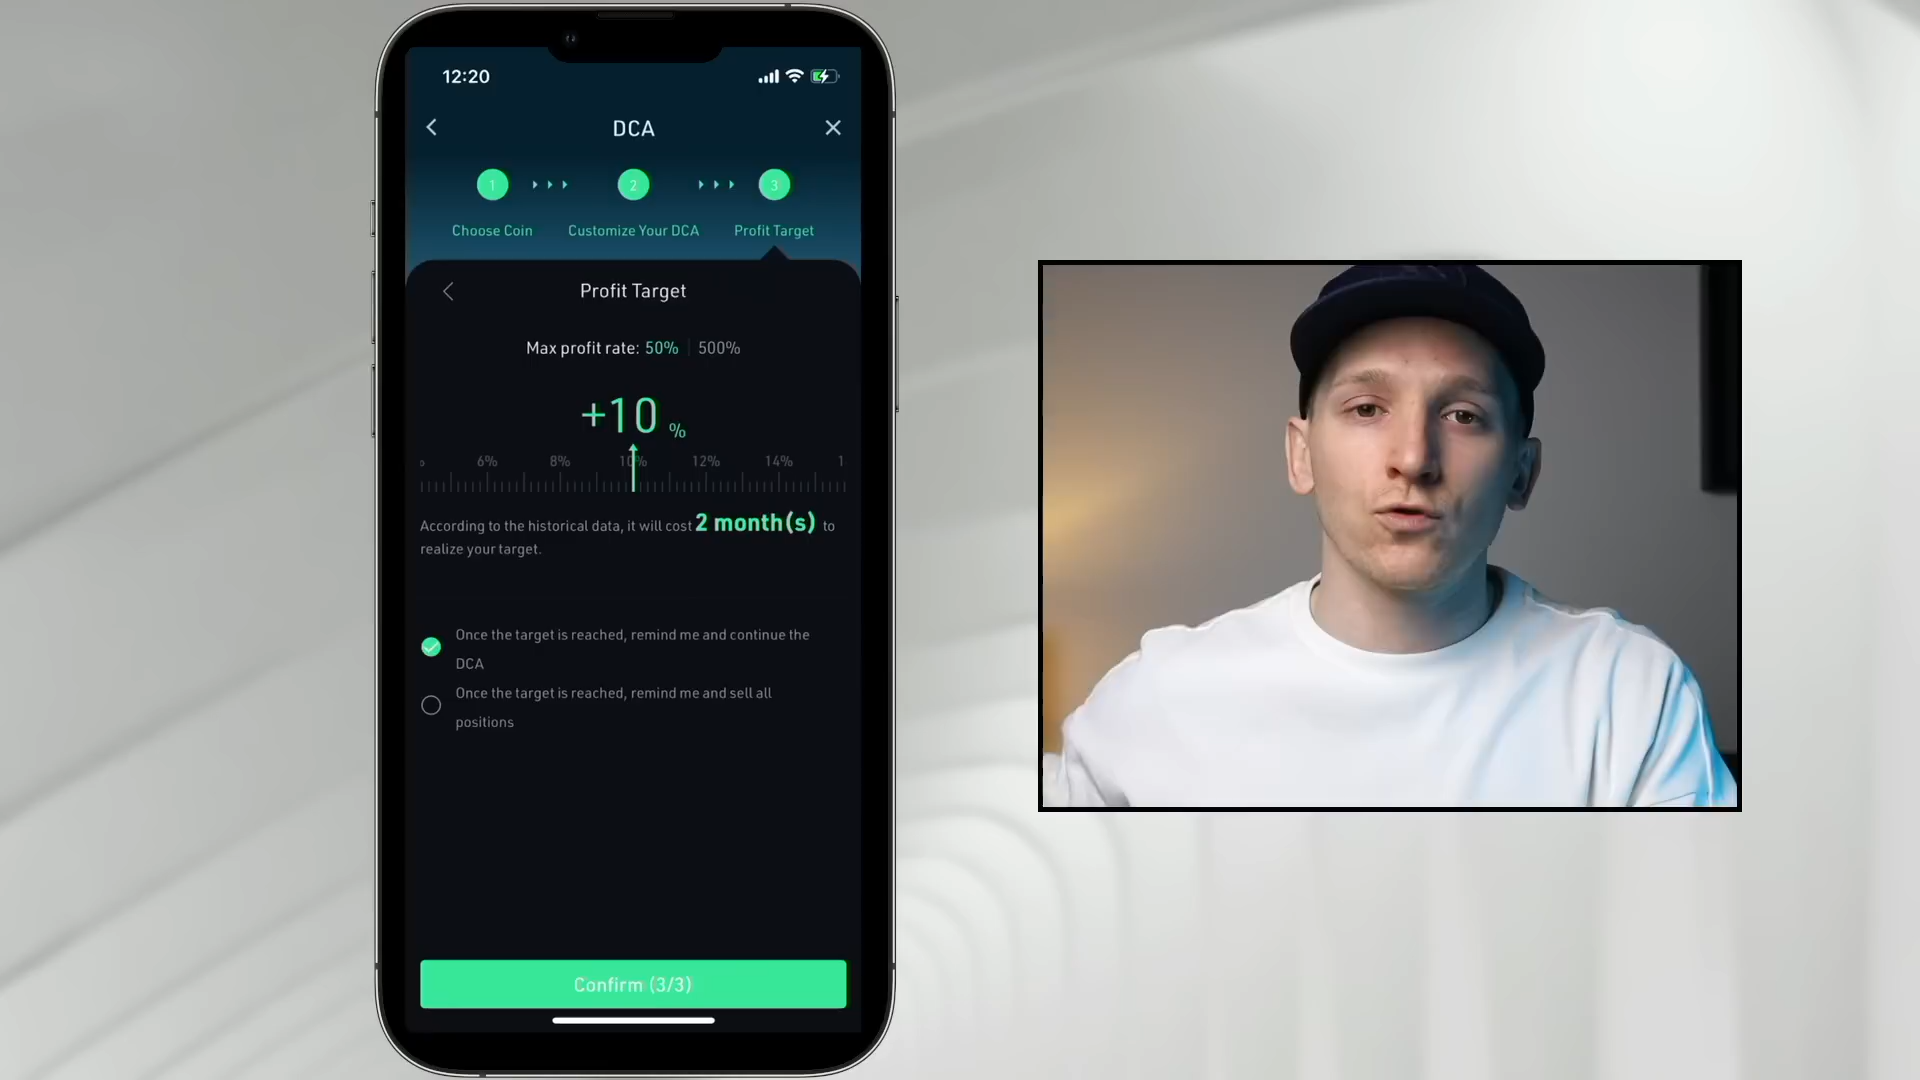 12:20
DCA
1
2
3
Choose Coin
Customize Your DCA
Profit Target
Profit Target
Max profit rate: 50% | 500%
+10 %
6%
8%
10%
12%
14%
According to the historical data, it will cost 2 month(s) to
realize your target.
Once the target is reached, remind me and continue the
DCA
Once the target is reached, remind me and sell all
positions
Confirm (3/3)